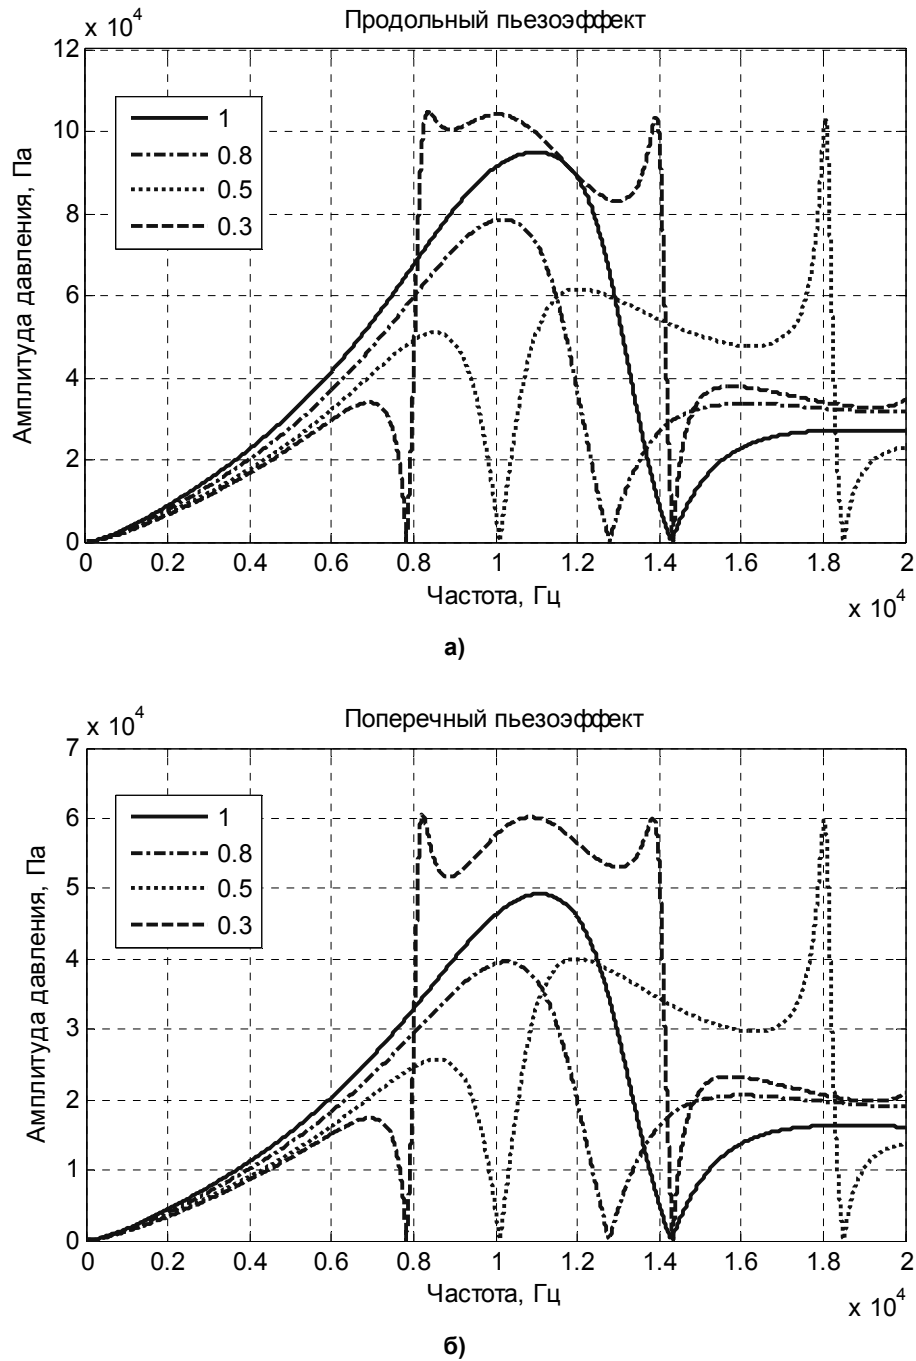 Продольный пьезоэффект
x 10^4
12
10
8
6
4
2
0
Амплитуда давления, Па
1
0.8
0.5
0.3
0 0.2 0.4 0.6 0.8 1 1.2 1.4 1.6 1.8 2
Частота, Гц
x 10^4
а)
Поперечный пьезоэффект
x 10^4
7
6
5
4
3
2
1
0
Амплитуда давления, Па
1
0.8
0.5
0.3
0 0.2 0.4 0.6 0.8 1 1.2 1.4 1.6 1.8 2
Частота, Гц
x 10^4
б)